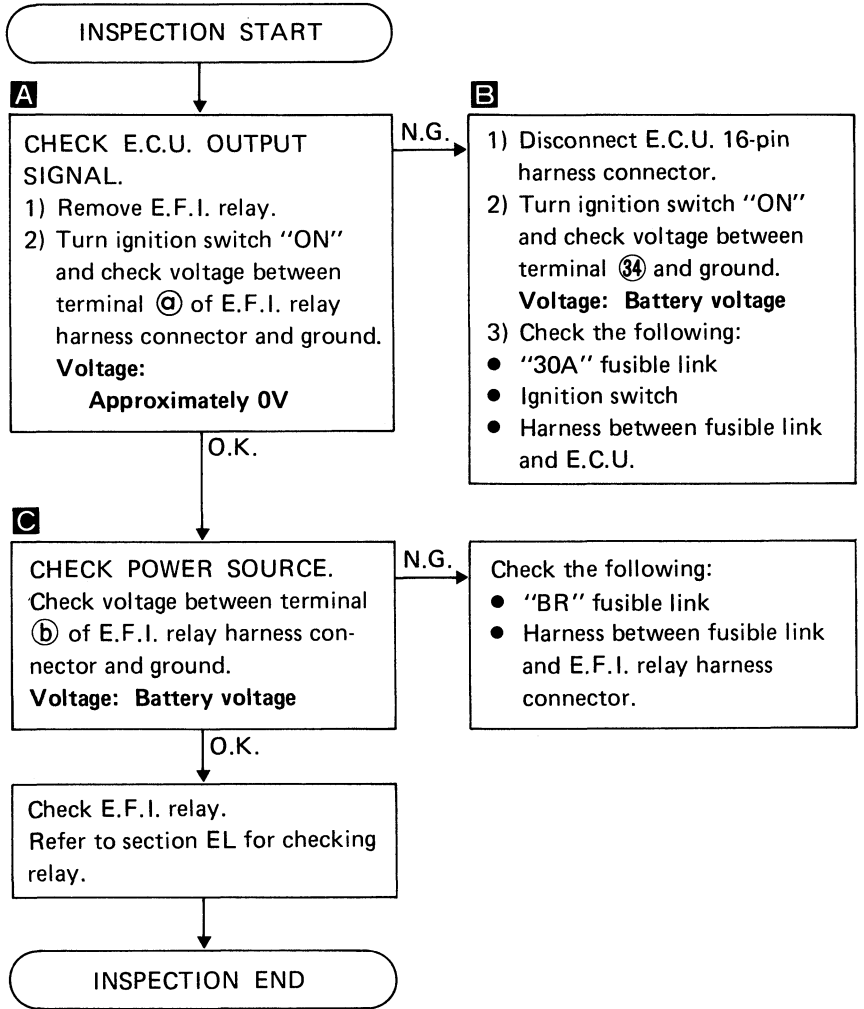 INSPECTION START
A
CHECK E.C.U. OUTPUT
SIGNAL.
1) Remove E.F.I. relay.
2) Turn ignition switch "ON"
and check voltage between
terminal ⓐ of E.F.I. relay
harness connector and ground.
Voltage:
Approximately 0V
N.G.
B
1) Disconnect E.C.U. 16-pin
harness connector.
2) Turn ignition switch "ON"
and check voltage between
terminal ㉞ and ground.
Voltage: Battery voltage
3) Check the following:
● "30A" fusible link
● Ignition switch
● Harness between fusible link
and E.C.U.
O.K.
C
CHECK POWER SOURCE.
Check voltage between terminal
ⓑ of E.F.I. relay harness con-
nector and ground.
Voltage: Battery voltage
N.G.
Check the following:
● "BR" fusible link
● Harness between fusible link
and E.F.I. relay harness
connector.
O.K.
Check E.F.I. relay.
Refer to section EL for checking
relay.
INSPECTION END